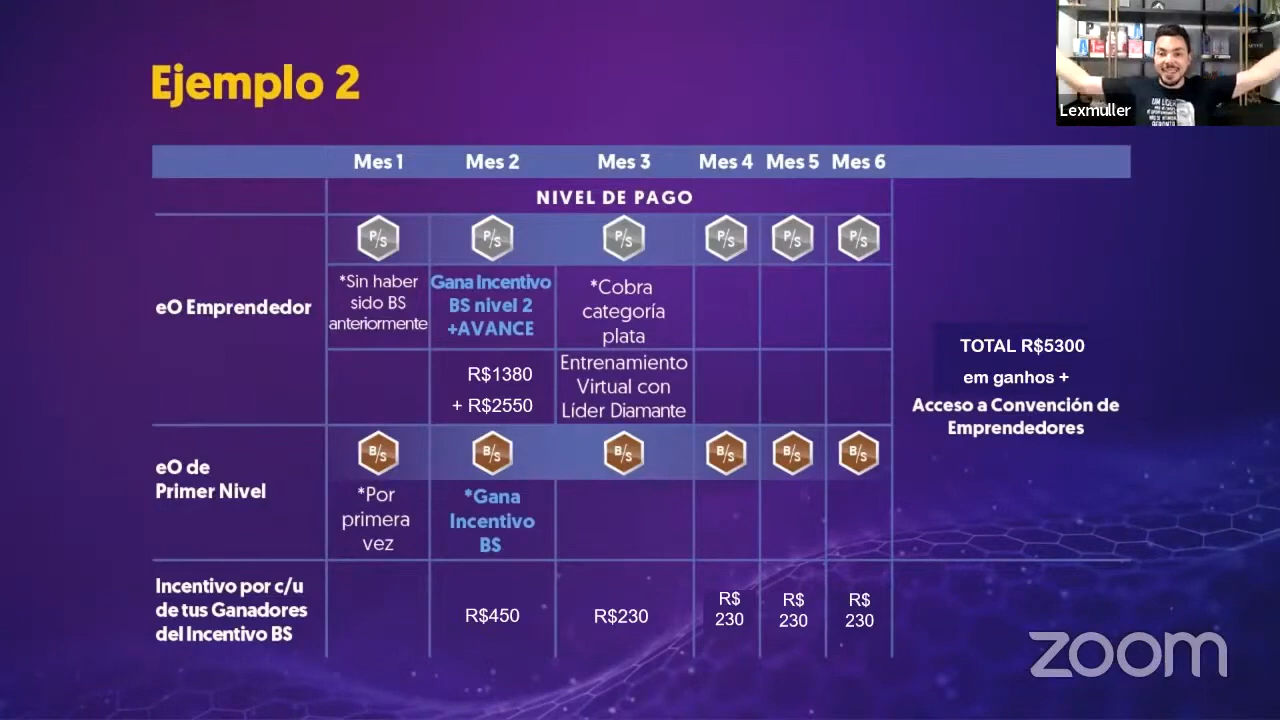 Ejemplo 2
Lexmuller
UM LÍDER
Mes 1 Mes 2 Mes 3 Mes 4 Mes 5 Mes 6
NIVEL DE PAGO
P/S P/S P/S P/S P/S P/S
eO Emprendedor
*Sin haber
sido BS
anteriormente
Gana Incentivo
BS nivel 2
+AVANCE
*Cobra
categoría
plata
R$1380
+ R$2550
Entrenamiento
Virtual con
Líder Diamante
TOTAL R$5300
em ganhos +
Acceso a Convención de
Emprendedores
eO de
Primer Nivel
B/S B/S B/S B/S B/S B/S
*Por
primera
vez
*Gana
Incentivo
BS
Incentivo por c/u
de tus Ganadores
del Incentivo BS
R$450
R$230
R$
230
R$
230
R$
230
zoom